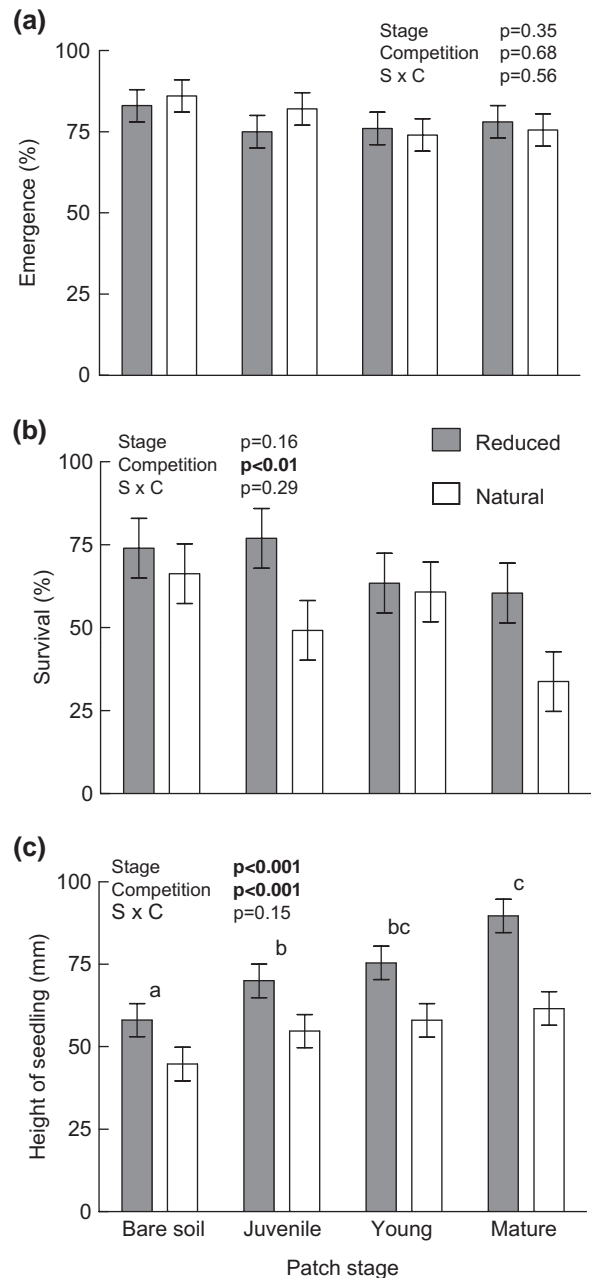 (a)
Stage p=0.35
Competition p=0.68
S x C p=0.56
100
75
50
25
0
Emergence (%)
(b)
Stage p=0.16
Competition p<0.01
S x C p=0.29
Reduced
Natural
100
75
50
25
0
Survival (%)
(c)
Stage p<0.001
Competition p<0.001
S x C p=0.15
100
75
50
25
0
Height of seedling (mm)
a
b
bc
c
Bare soil Juvenile Young Mature
Patch stage